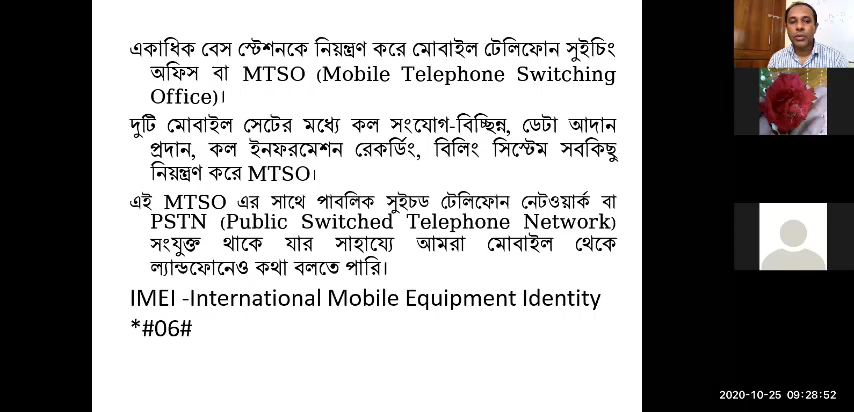 একাধিক বেস স্টেশনকে নিয়ন্ত্রণ করে মোবাইল টেলিফোন সুইচিং
অফিস বা MTSO (Mobile Telephone Switching
Office)।
দুটি মোবাইল সেটের মধ্যে কল সংযোগ-বিচ্ছিন্ন, ডেটা আদান
প্রদান, কল ইনফরমেশন রেকর্ডিং, বিলিং সিস্টেম সবকিছু
নিয়ন্ত্রণ করে MTSO।
এই MTSO এর সাথে পাবলিক সুইচড টেলিফোন নেটওয়ার্ক বা
PSTN (Public Switched Telephone Network)
সংযুক্ত থাকে যার সাহায্যে আমরা মোবাইল থেকে
ল্যান্ডফোনেও কথা বলতে পারি।
IMEI -International Mobile Equipment Identity
*#06#
2020-10-25 09:28:52